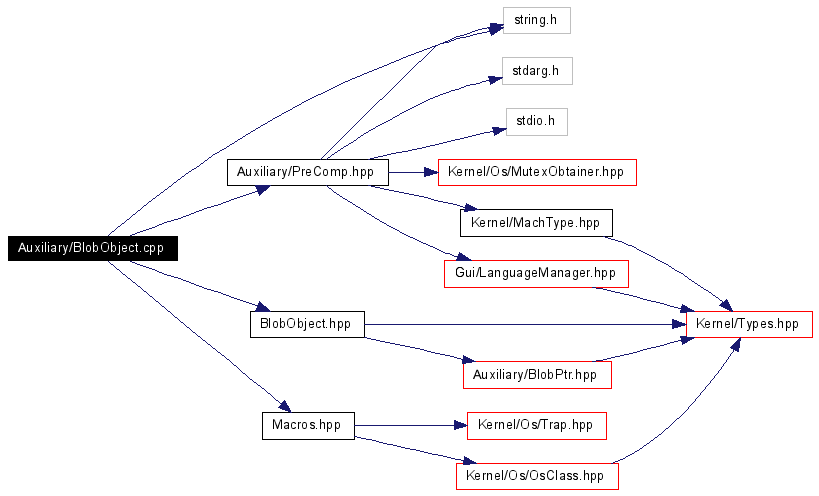 string.h
stdarg.h
stdio.h
Auxiliary/PreComp.hpp
Kernel/Os/MutexObtainer.hpp
Kernel/MachType.hpp
Auxiliary/BlobObject.cpp
Gui/LanguageManager.hpp
BlobObject.hpp
Kernel/Types.hpp
Auxiliary/BlobPtr.hpp
Macros.hpp
Kernel/Os/Trap.hpp
Kernel/Os/OsClass.hpp